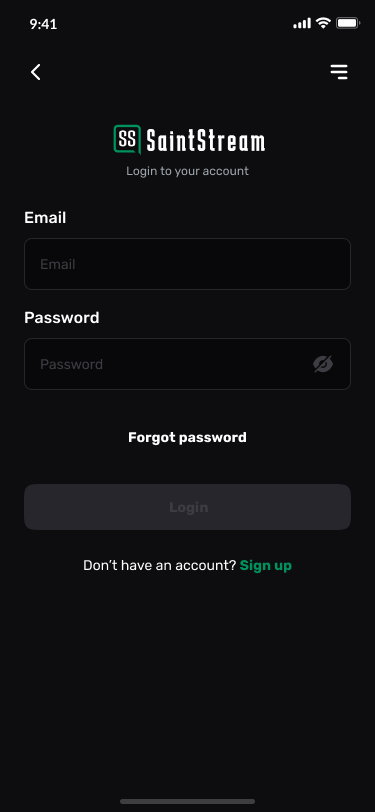 9:41
SS SaintStream
Login to your account
Email
Email
Password
Password
Forgot password
Login
Don’t have an account? Sign up